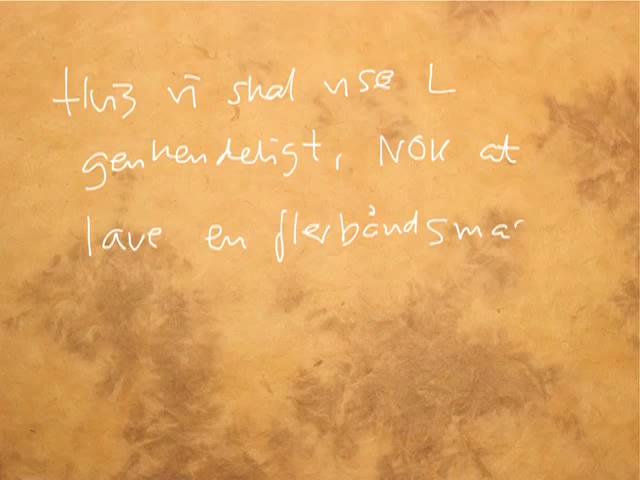 Hvis vi skal vise L
genkendeligt, NOK at
lave en flerbåndsma